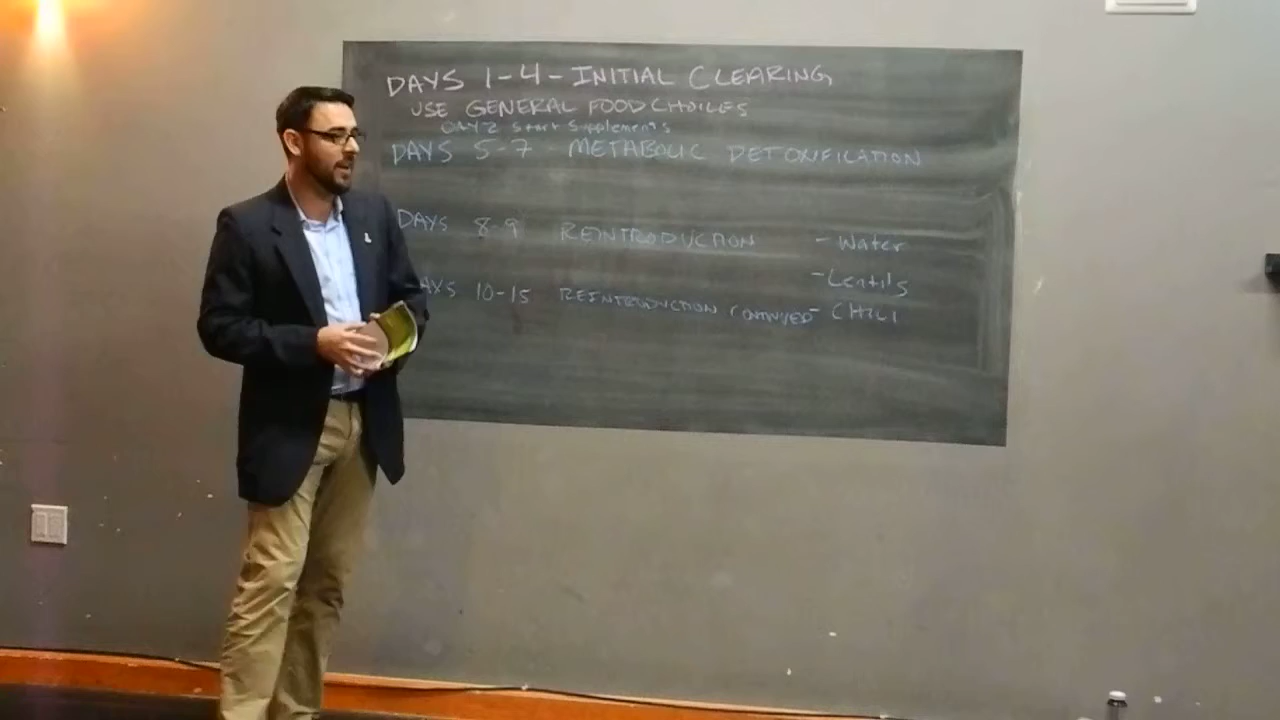 DAYS 1-4 - INITIAL CLEARING
USE GENERAL FOOD CHOICES
DAY 2 Start Supplements
DAYS 5-7 METABOLIC DETOXIFICATION
DAYS 8-9 REINTRODUCTION - Water
- Lentils
DAYS 10-15 REINTRODUCTION CONTINUED - CHILI